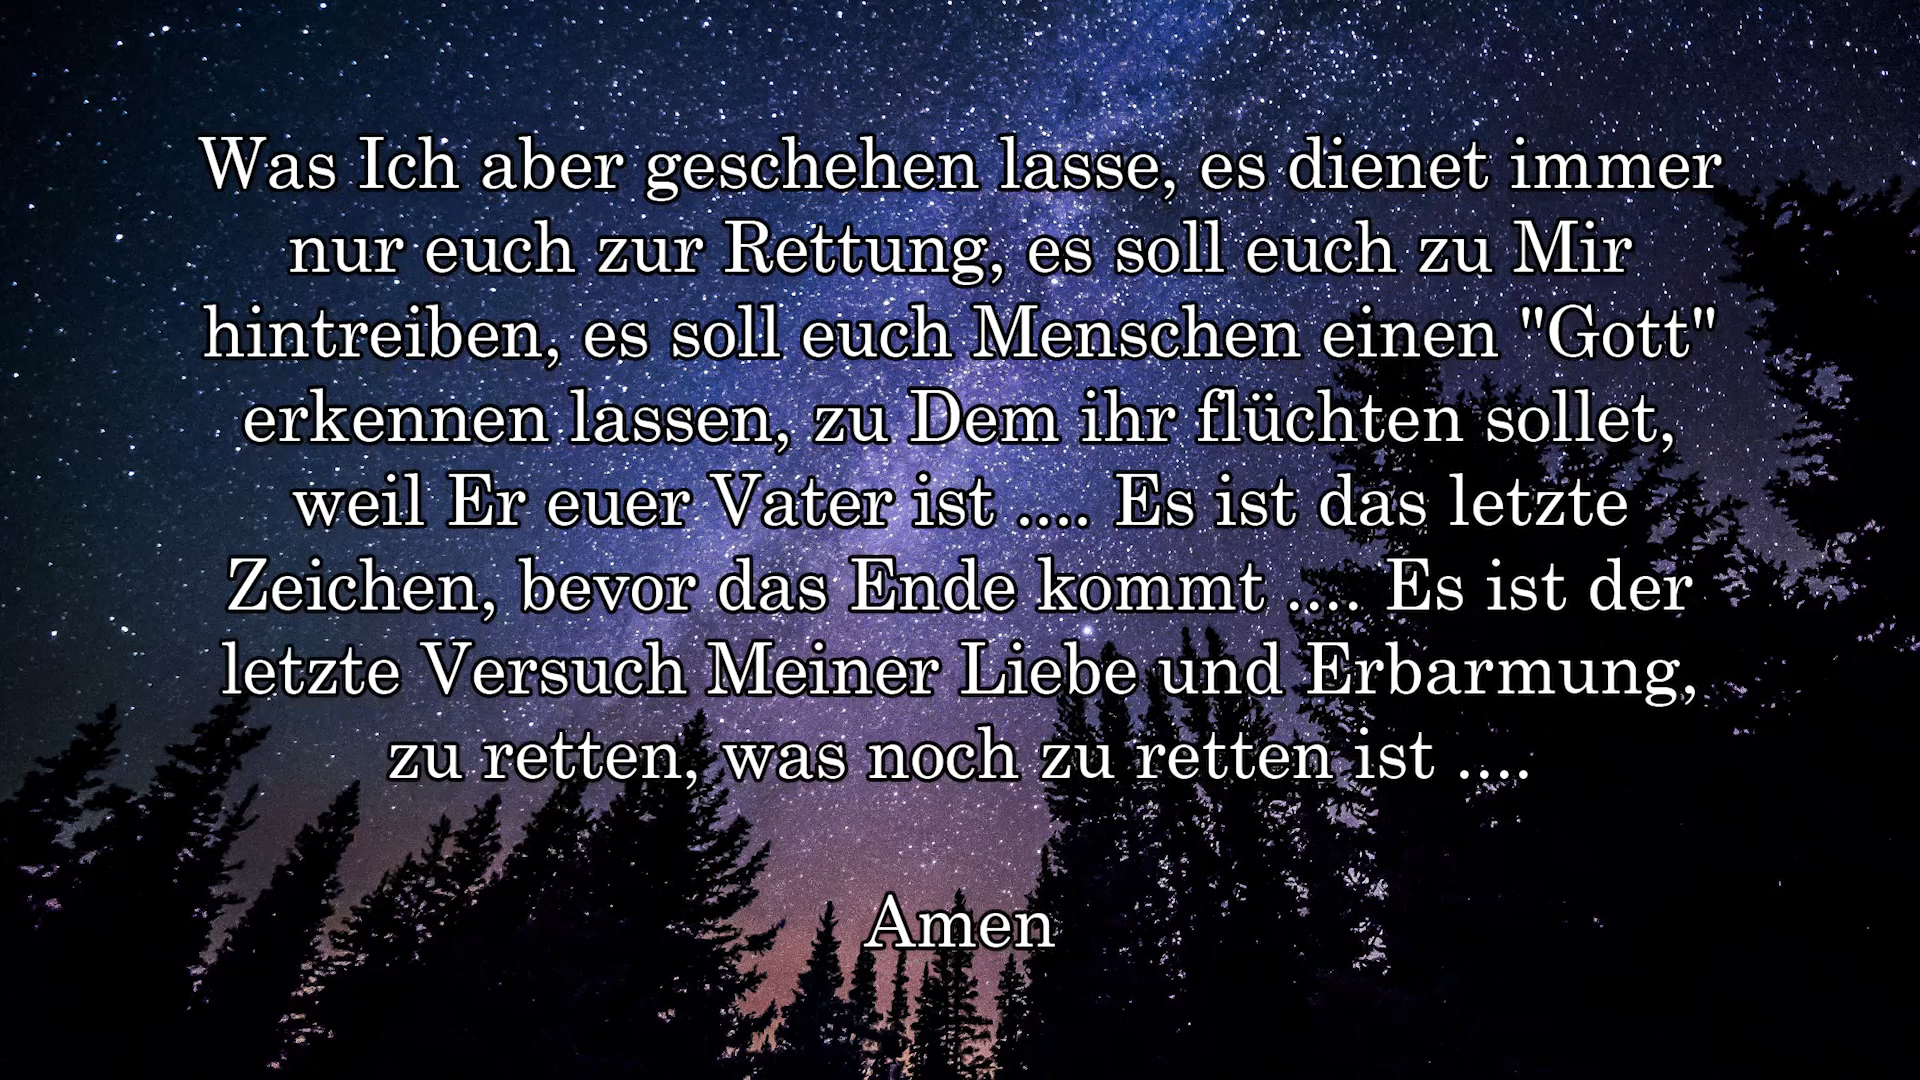 Was Ich aber geschehen lasse, es dienet immer
nur euch zur Rettung, es soll euch zu Mir
hintreiben, es soll euch Menschen einen "Gott"
erkennen lassen, zu Dem ihr flüchten sollet,
weil Er euer Vater ist .... Es ist das letzte
Zeichen, bevor das Ende kommt .... Es ist der
letzte Versuch Meiner Liebe und Erbarmung,
zu retten, was noch zu retten ist ....
Amen